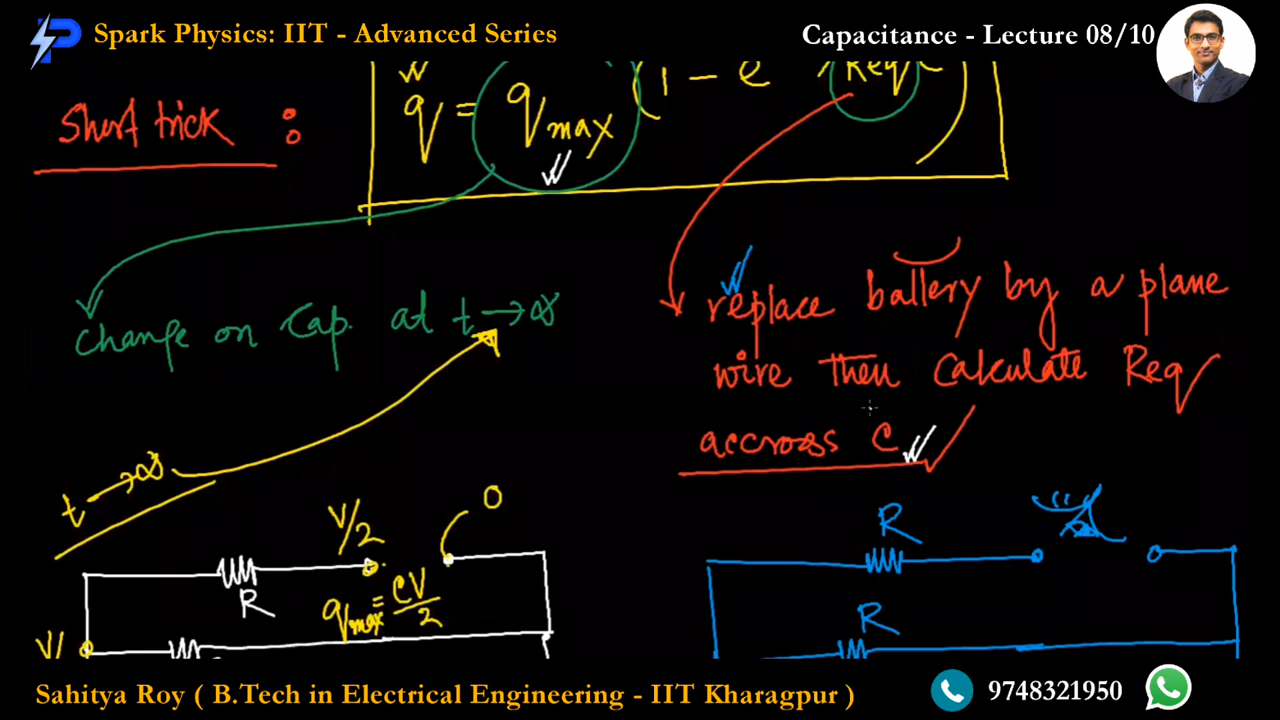 Spark Physics: IIT - Advanced Series
Capacitance - Lecture 08/10
Short trick :
q = qmax (1 - e Req C)
change on Cap. at t → ∞
replace battery by a plane
wire then calculate Req
accross C
t → ∞
V/2
0
R
qmax = CV/2
V/
R
R
Sahitya Roy ( B.Tech in Electrical Engineering - IIT Kharagpur )
9748321950